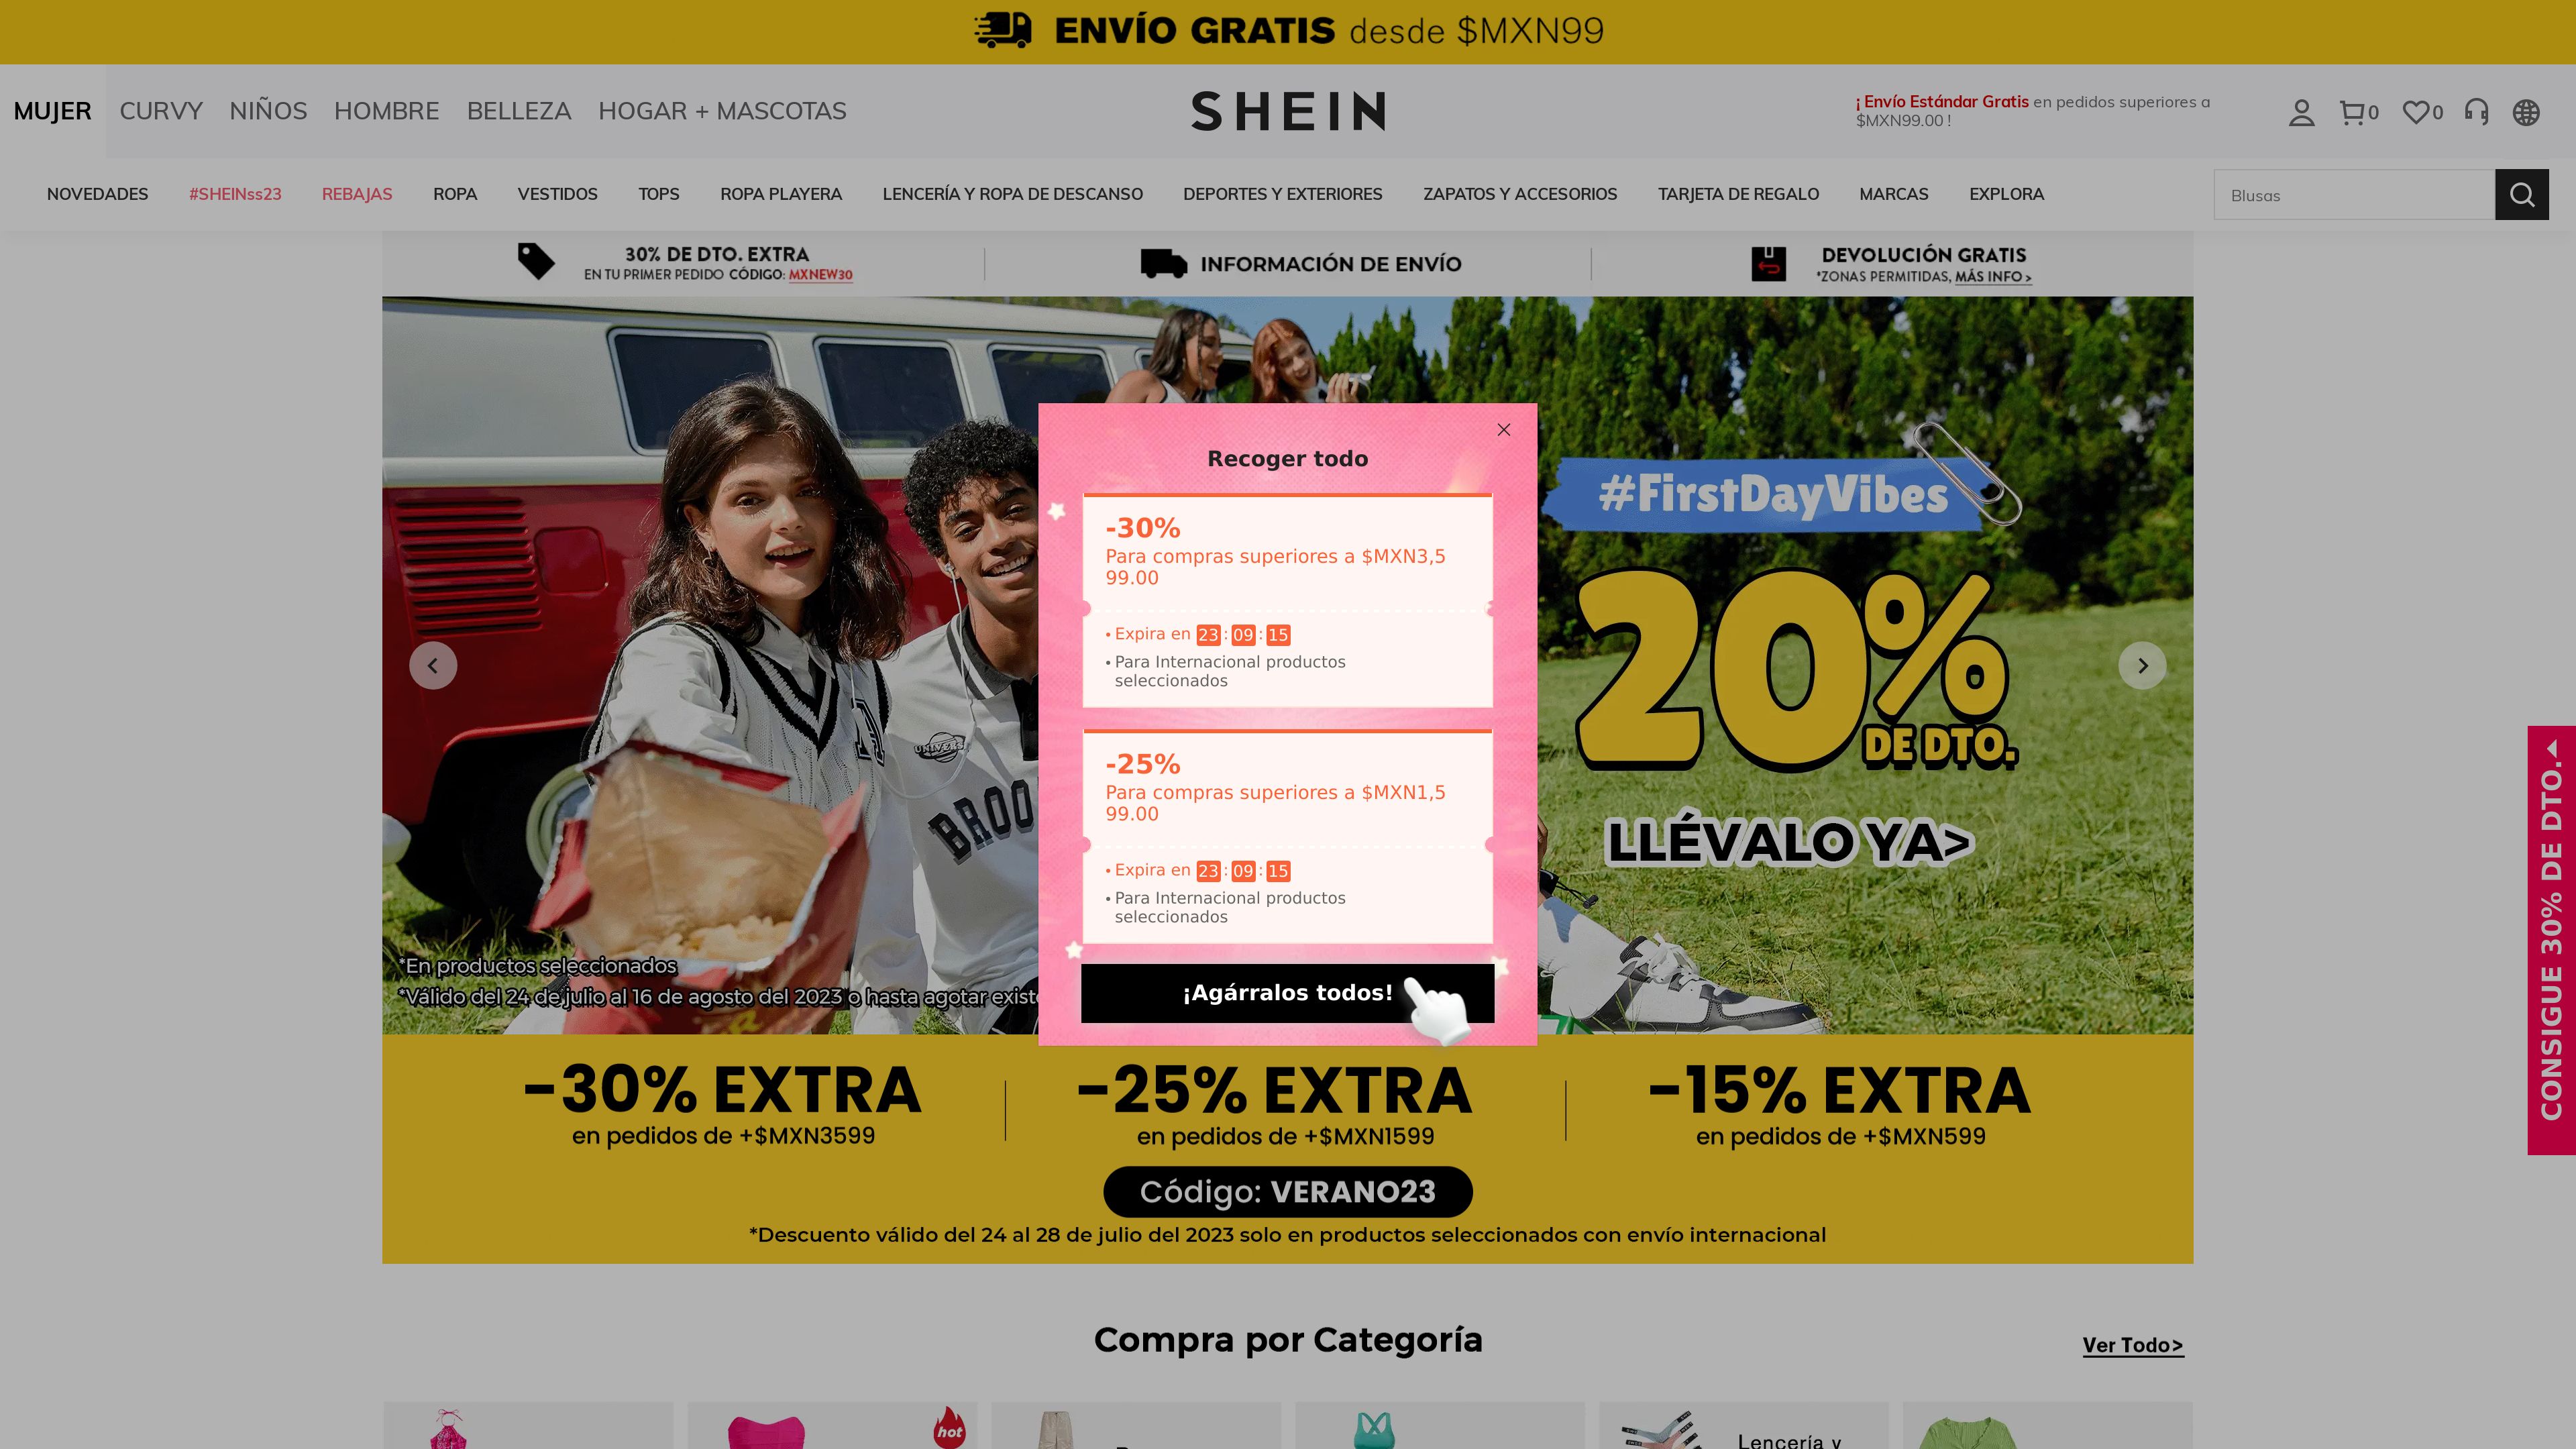 ENVÍO GRATIS desde $MXN99
MUJER CURVY NIÑOS HOMBRE BELLEZA HOGAR + MASCOTAS
SHEIN
¡ Envío Estándar Gratis en pedidos superiores a
$MXN99.00 !
0
0
NOVEDADES #SHEINss23 REBAJAS ROPA VESTIDOS TOPS ROPA PLAYERA LENCERÍA Y ROPA DE DESCANSO DEPORTES Y EXTERIORES ZAPATOS Y ACCESORIOS TARJETA DE REGALO MARCAS EXPLORA
Blusas
30% DE DTO. EXTRA
EN TU PRIMER PEDIDO CÓDIGO: MXNEW30
INFORMACIÓN DE ENVÍO
DEVOLUCIÓN GRATIS
*ZONAS PERMITIDAS, MÁS INFO >
#FirstDayVibes
20%
DE DTO.
LLÉVALO YA>
UNIVERS
BROO
*En productos seleccionados
*Válido del 24 de julio al 16 de agosto del 2023 o hasta agotar
Recoger todo
-30%
Para compras superiores a $MXN3,5
99.00
• Expira en 23 : 09 : 15
• Para Internacional productos
seleccionados
-25%
Para compras superiores a $MXN1,5
99.00
• Expira en 23 : 09 : 15
• Para Internacional productos
seleccionados
¡Agárralos todos!
CONSIGUE 30% DE DTO.
-30% EXTRA
en pedidos de +$MXN3599
-25% EXTRA
en pedidos de +$MXN1599
-15% EXTRA
en pedidos de +$MXN599
Código: VERANO23
*Descuento válido del 24 al 28 de julio del 2023 solo en productos seleccionados con envío internacional
Compra por Categoría
Ver Todo>
hot
Lencería y